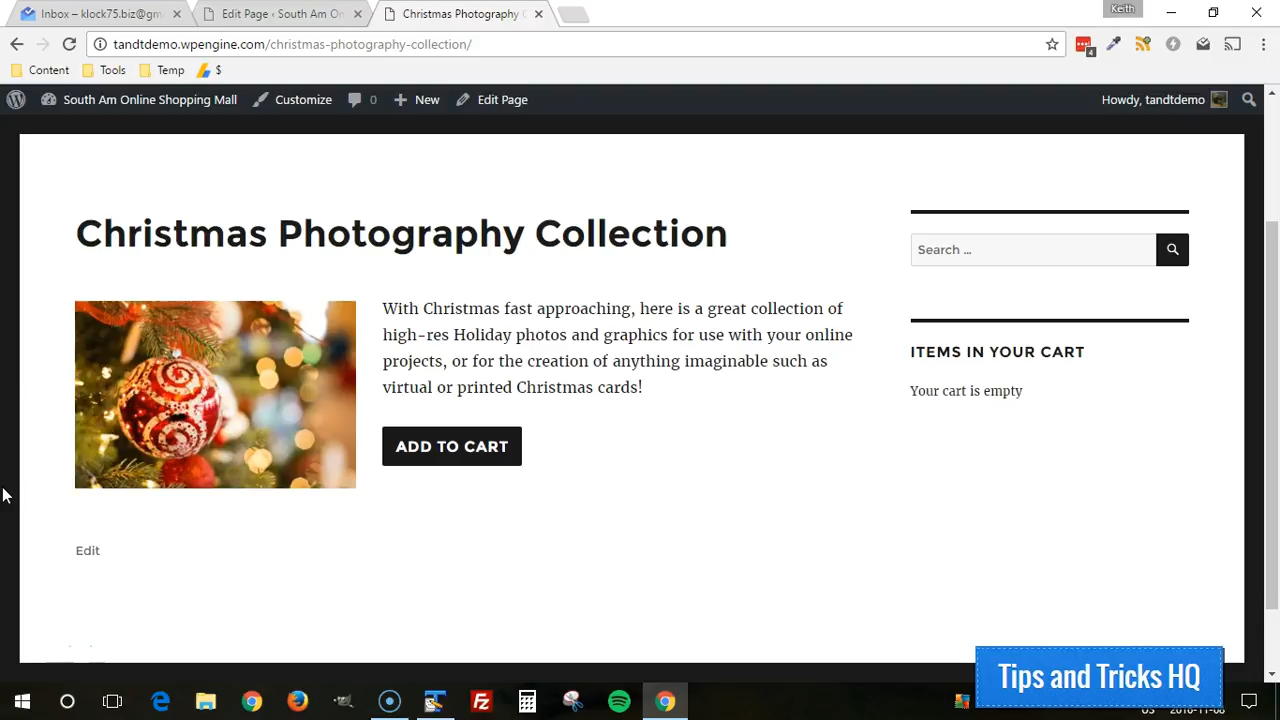 Keith
Inbox – klock75.biz@gm
Edit Page ‹ South Am On
Christmas Photography C
tandtdemo.wpengine.com/christmas-photography-collection/
4
Content
Tools
Temp
$
South Am Online Shopping Mall
Customize
0
New
Edit Page
Howdy, tandtdemo
Christmas Photography Collection
Search …
With Christmas fast approaching, here is a great collection of
high-res Holiday photos and graphics for use with your online
projects, or for the creation of anything imaginable such as
virtual or printed Christmas cards!
ADD TO CART
ITEMS IN YOUR CART
Your cart is empty
Edit
Tips and Tricks HQ